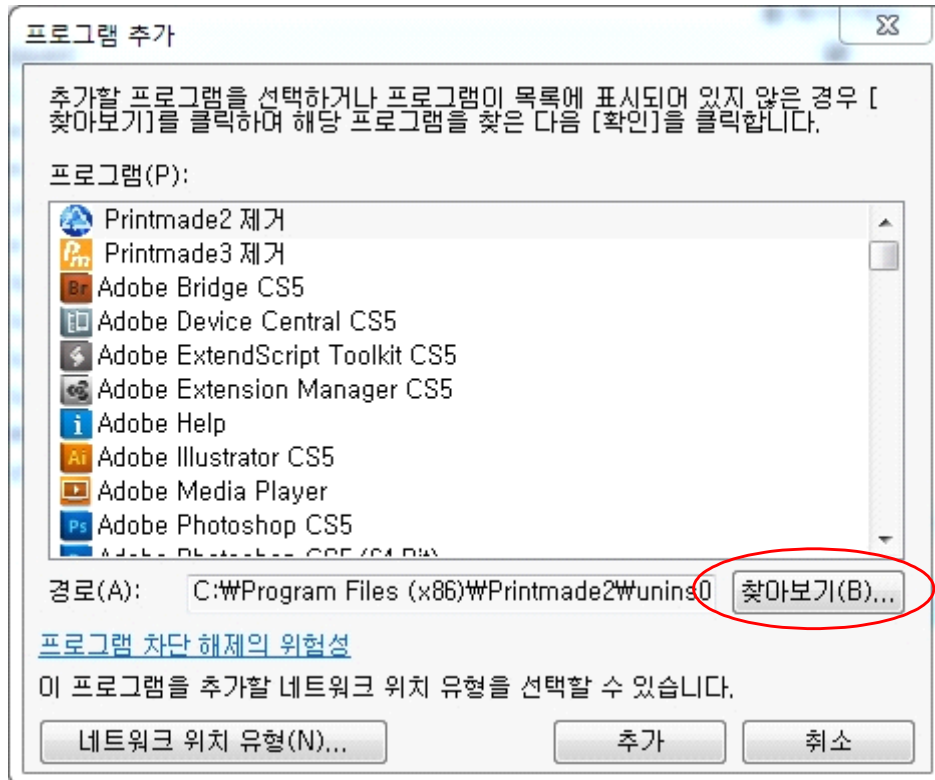 프로그램 추가
추가할 프로그램을 선택하거나 프로그램이 목록에 표시되어 있지 않은 경우 [
찾아보기]를 클릭하여 해당 프로그램을 찾은 다음 [확인]을 클릭합니다.
프로그램(P):
Printmade2 제거
Printmade3 제거
Br Adobe Bridge CS5
Adobe Device Central CS5
Adobe ExtendScript Toolkit CS5
Adobe Extension Manager CS5
i Adobe Help
Ai Adobe Illustrator CS5
Adobe Media Player
Ps Adobe Photoshop CS5
Adobe Photoshop CS5 (64 Bit)
경로(A): C:₩Program Files (x86)₩Printmade2₩unins0 찾아보기(B)...
프로그램 차단 해제의 위험성
이 프로그램을 추가할 네트워크 위치 유형을 선택할 수 있습니다.
네트워크 위치 유형(N)... 추가 취소